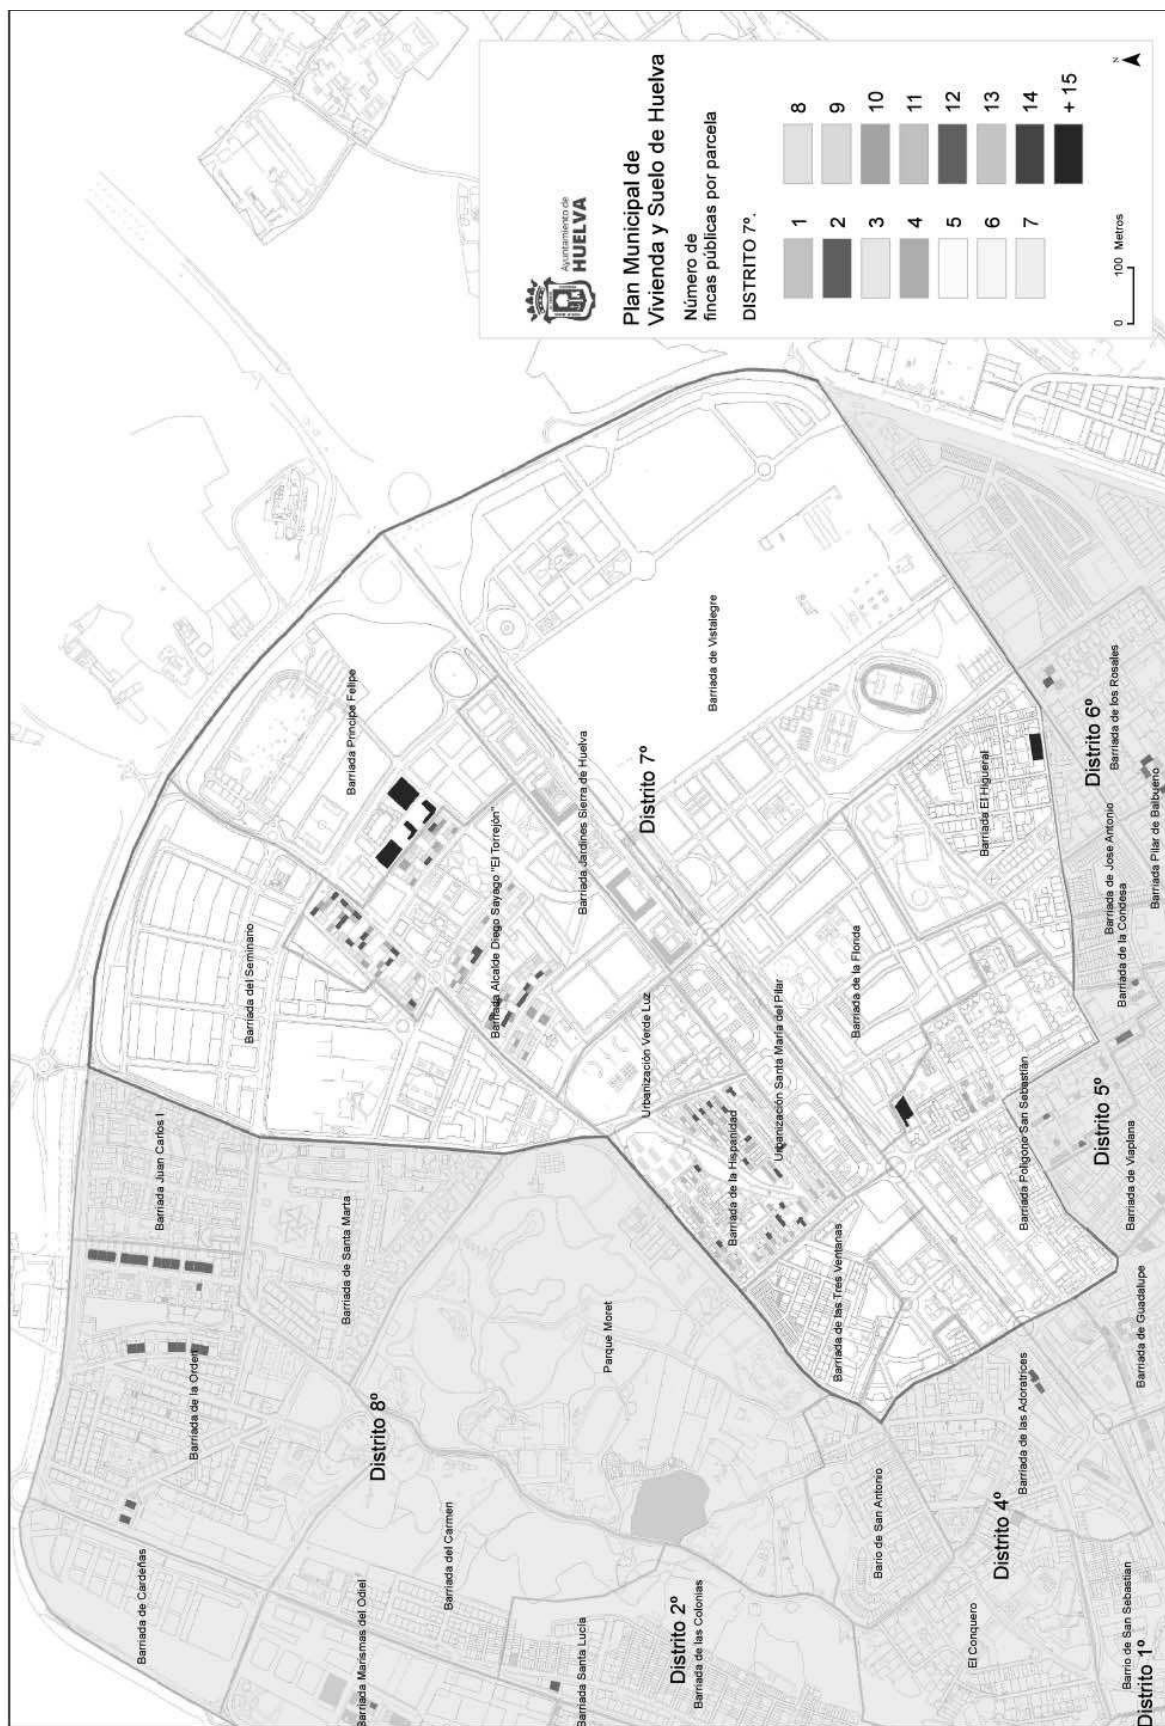 Ayuntamiento de
HUELVA
Plan Municipal de
Vivienda y Suelo de Huelva
Número de
fincas públicas por parcela
DISTRITO 7º.
1
2
3
4
5
6
7
8
9
10
11
12
13
14
+ 15
0
100
Metros
N
Barriada Principe Felipe
Barriada del Seminario
Barriada Alcalde Diego Sayago "El Torrejón"
Barriada Jardines Sierra de Huelva
Distrito 7º
Barriada de Vistalegre
Barriada El Higueral
Distrito 6º
Barriada de los Rosales
Barriada de Jose Antonio
Barriada de la Condesa
Barriada Pilar de Balbueno
Barriada de la Florida
Urbanización Verde Luz
Urbanización Santa María del Pilar
Barriada de la Hispanidad
Barriada Polígono San Sebastián
Distrito 5º
Barriada de Viaplana
Barriada de Guadalupe
Barriada de las Tres Ventanas
Barriada Juan Carlos I
Barriada de Santa Marta
Parque Moret
Barriada de la Orden
Distrito 8º
Barriada de las Adoratrices
Bario de San Antonio
Distrito 4º
Barriada del Carmen
Barriada de Cardeñas
Barriada Marismas del Odiel
Barriada Santa Lucía
Distrito 2º
Barriada de las Colonias
El Conquero
Barrio de San Sebastián
Distrito 1º